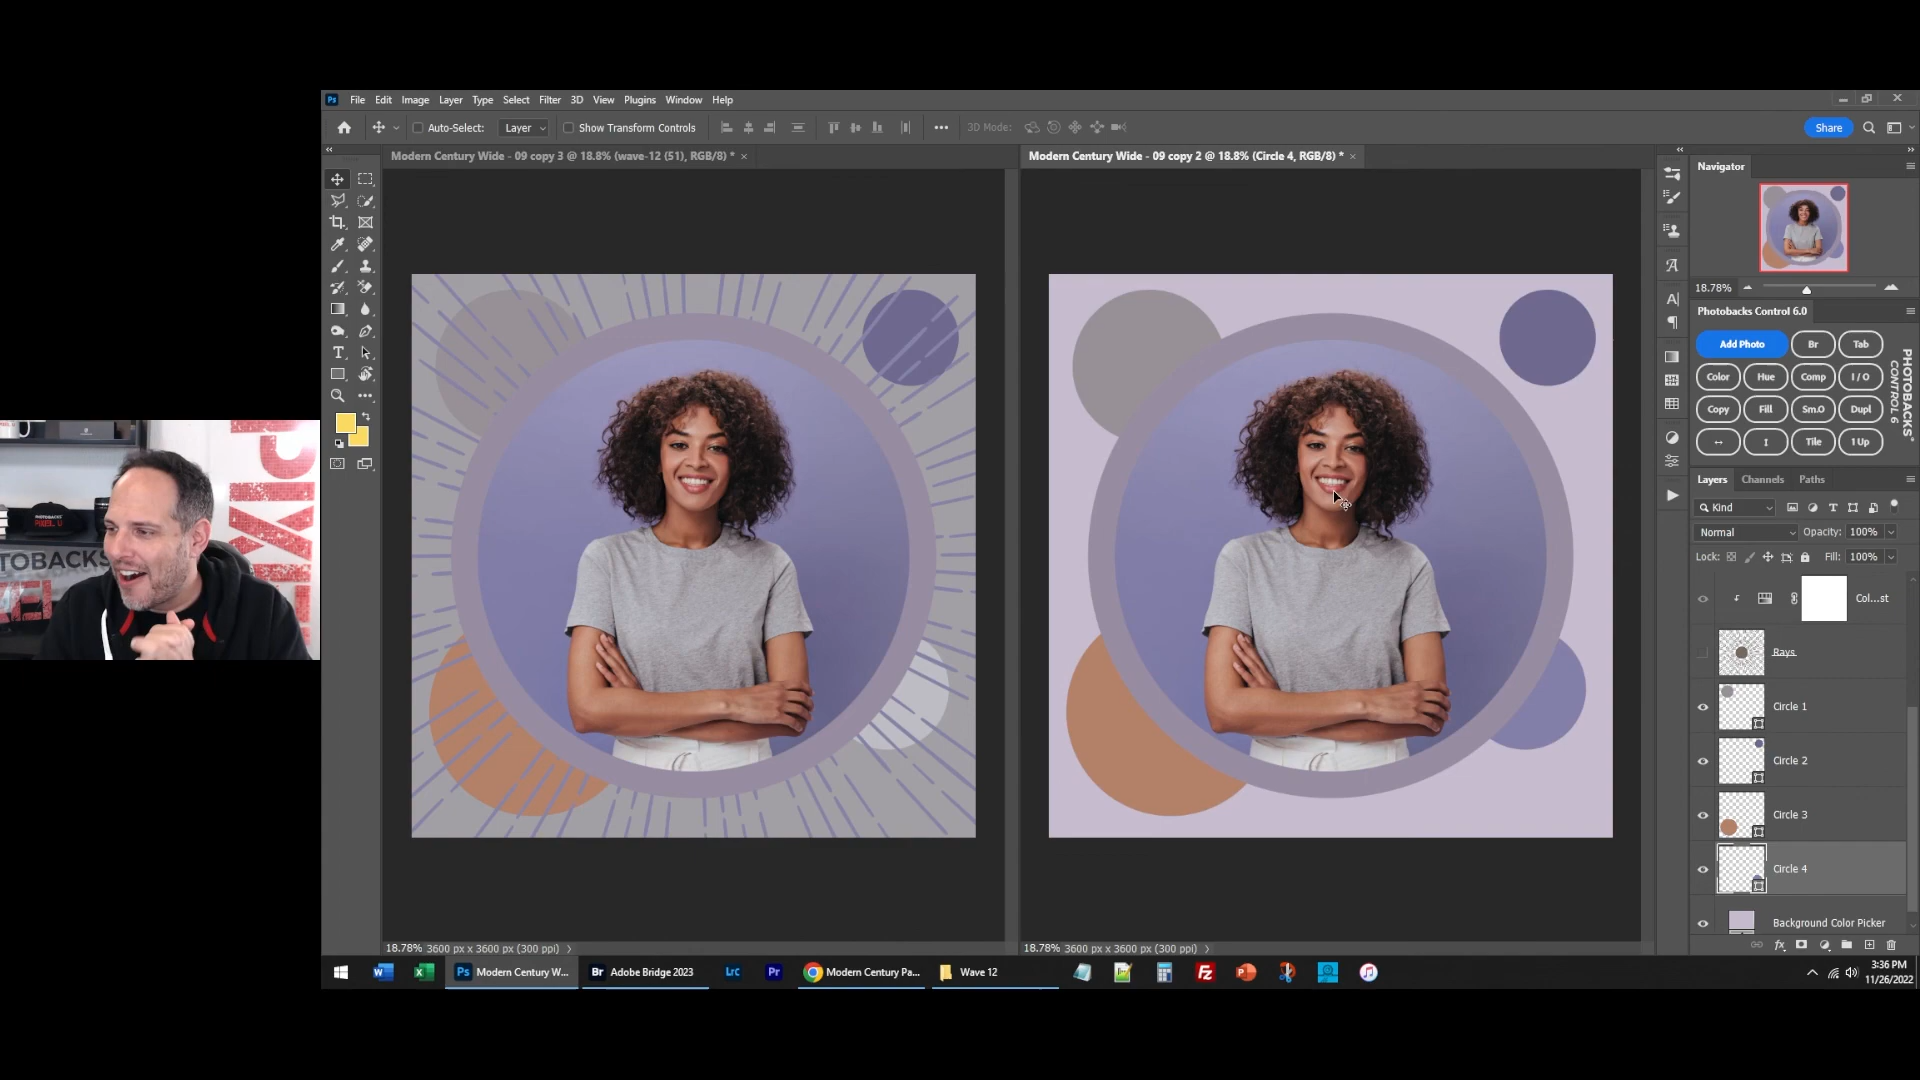 File Edit Image Layer Type Select Filter 3D View Plugins Window Help
Auto-Select: Layer Show Transform Controls 3D Mode: Share
Modern Century Wide - 09 copy 3 @ 18.8% (wave-12 (51), RGB/8) *
Modern Century Wide - 09 copy 2 @ 18.8% (Circle 4, RGB/8) *
Navigator
18.78%
Photobacks Control 6.0
Add Photo Br Tab
Color Hue Comp I / O
Copy Fill Sm.O Dupl
Tile 1 Up
PHOTOBACKS®
CONTROL 6
Layers Channels Paths
Kind
Normal Opacity: 100%
Lock: Fill: 100%
Col...st
Rays
Circle 1
Circle 2
Circle 3
Circle 4
Background Color Picker
18.78% 3600 px x 3600 px (300 ppi)
18.78% 3600 px x 3600 px (300 ppi)
Modern Century W...
Adobe Bridge 2023
Lrc
Pr
Modern Century Pa...
Wave 12
3:36 PM
11/26/2022
PHOTOBACKS
PIXEL U
TOBACKS